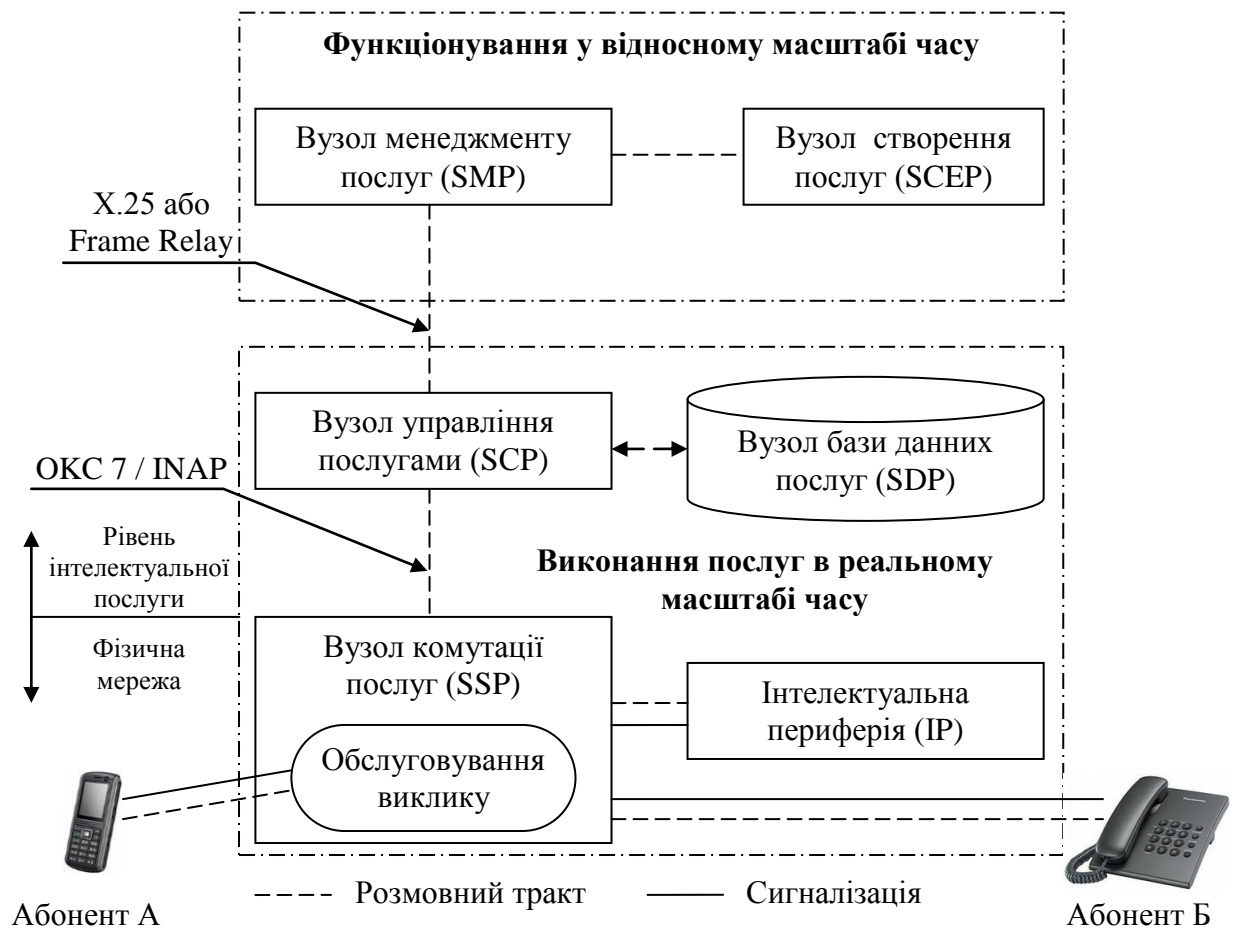 Функціонування у відносному масштабі часу
Вузол менеджменту
послуг (SMP)
Вузол створення
послуг (SCEP)
X.25 або
Frame Relay
Вузол управління
послугами (SCP)
Вузол бази данних
послуг (SDP)
ОКС 7 / INAP
Рівень
інтелектуальної
послуги
Фізична
мережа
Виконання послуг в реальному
масштабі часу
Вузол комутації
послуг (SSP)
Інтелектуальна
периферія (IP)
Обслуговування
виклику
Розмовний тракт
Сигналізація
Абонент А
Абонент Б